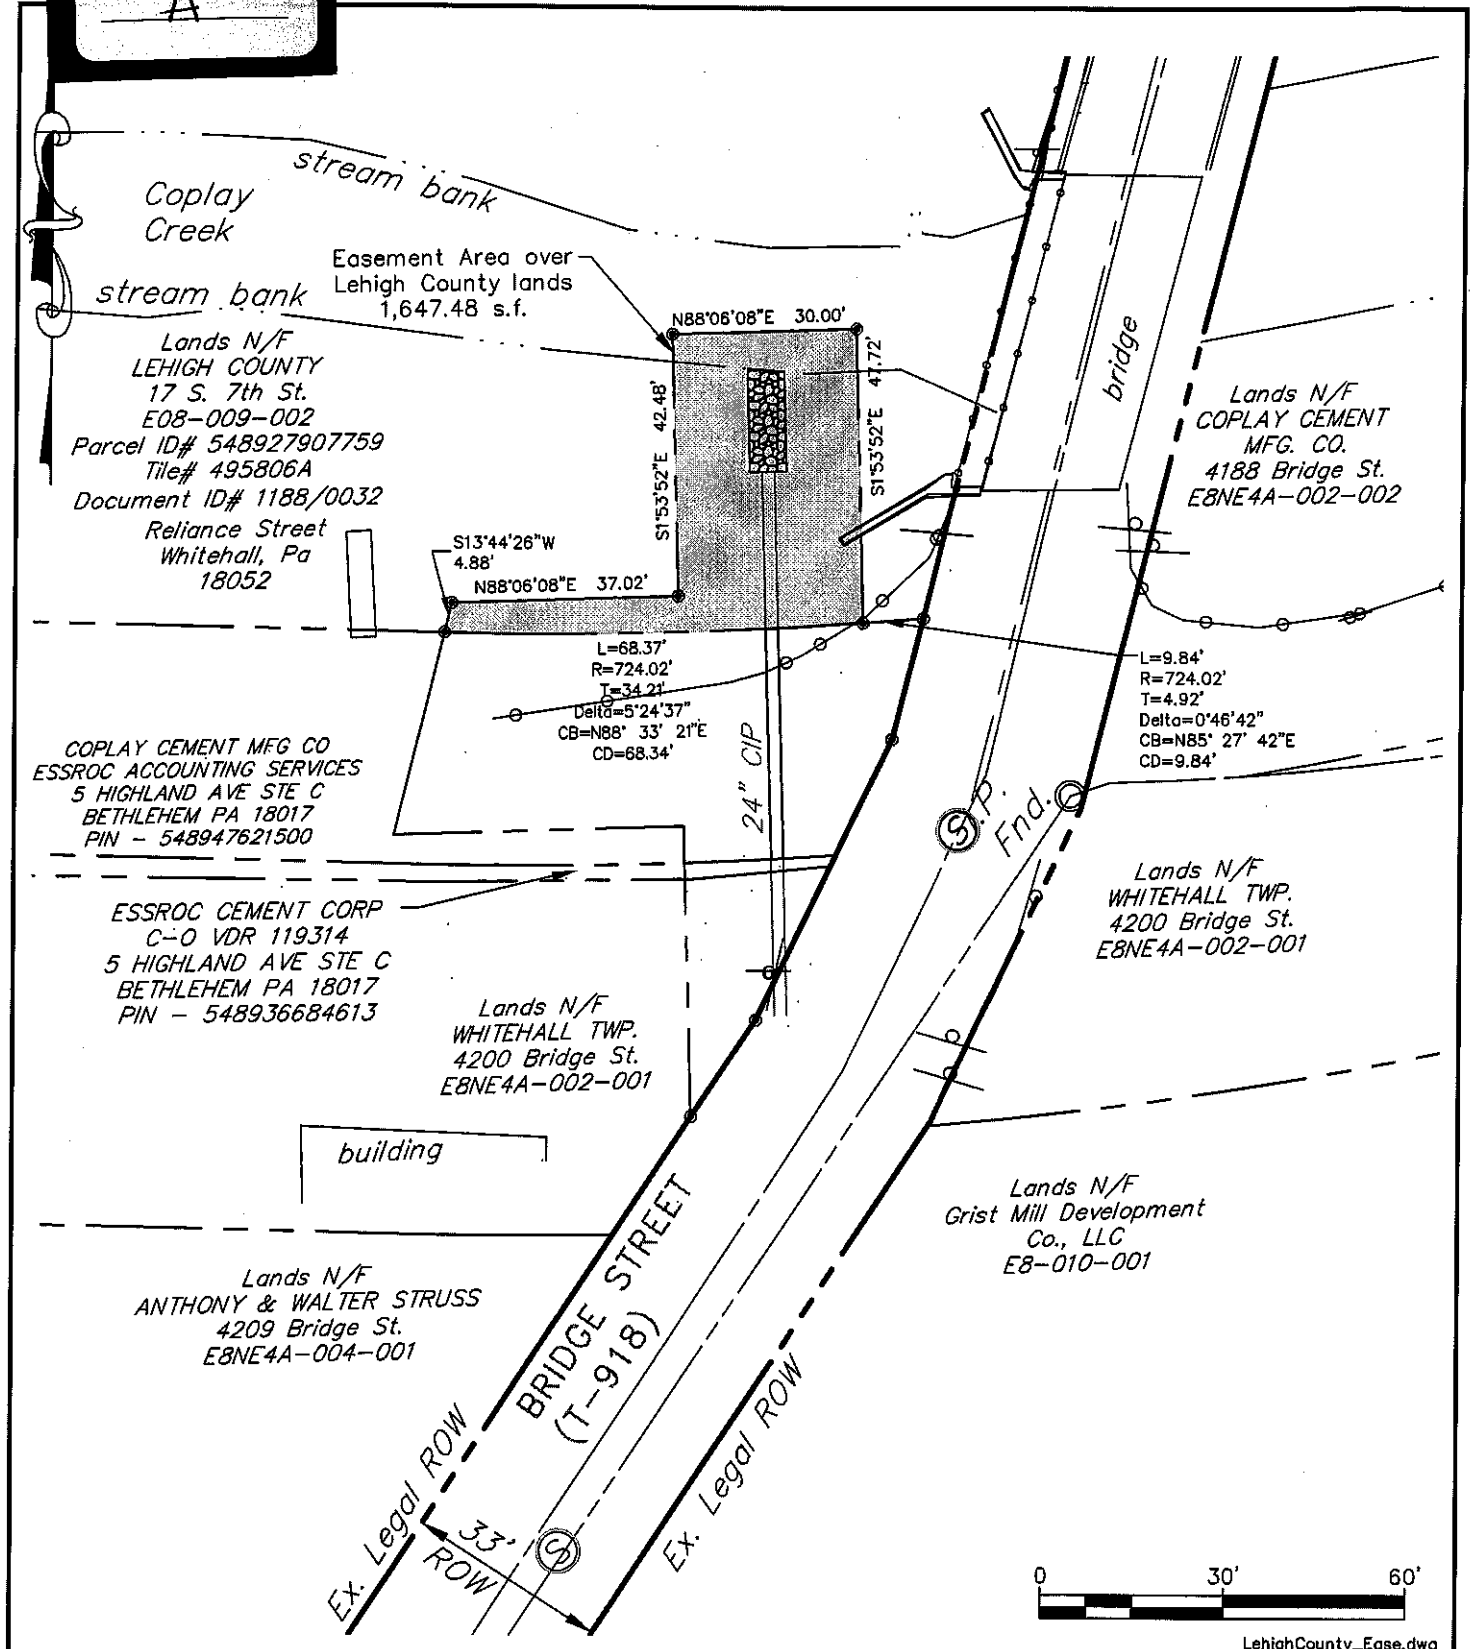 A
stream bank
Coplay
Creek
Easement Area over
Lehigh County lands
1,647.48 s.f.
stream bank
N88°06'08"E 30.00'
Lands N/F
LEHIGH COUNTY
17 S. 7th St.
E08-009-002
Parcel ID# 548927907759
Tile# 495806A
Document ID# 1188/0032
Reliance Street
Whitehall, Pa
18052
S1°53'52"E 42.48'
S1°53'52"E 47.72'
bridge
Lands N/F
COPLAY CEMENT
MFG. CO.
4188 Bridge St.
E8NE4A-002-002
S13°44'26"W
4.88'
N88°06'08"E 37.02'
L=68.37'
R=724.02'
T=34.21'
Delta=5°24'37"
CB=N88° 33' 21"E
CD=68.34'
L=9.84'
R=724.02'
T=4.92'
Delta=0°46'42"
CB=N85° 27' 42"E
CD=9.84'
COPLAY CEMENT MFG CO
ESSROC ACCOUNTING SERVICES
5 HIGHLAND AVE STE C
BETHLEHEM PA 18017
PIN - 548947621500
24" CIP
S.P.
Fnd.
ESSROC CEMENT CORP
C-O VDR 119314
5 HIGHLAND AVE STE C
BETHLEHEM PA 18017
PIN - 548936684613
Lands N/F
WHITEHALL TWP.
4200 Bridge St.
E8NE4A-002-001
Lands N/F
WHITEHALL TWP.
4200 Bridge St.
E8NE4A-002-001
building
Lands N/F
Grist Mill Development
Co., LLC
E8-010-001
Lands N/F
ANTHONY & WALTER STRUSS
4209 Bridge St.
E8NE4A-004-001
BRIDGE STREET
(T-918)
Ex. Legal ROW
Ex. Legal ROW
33'
ROW
S
0 30' 60'
LehighCounty_Ease.dwg